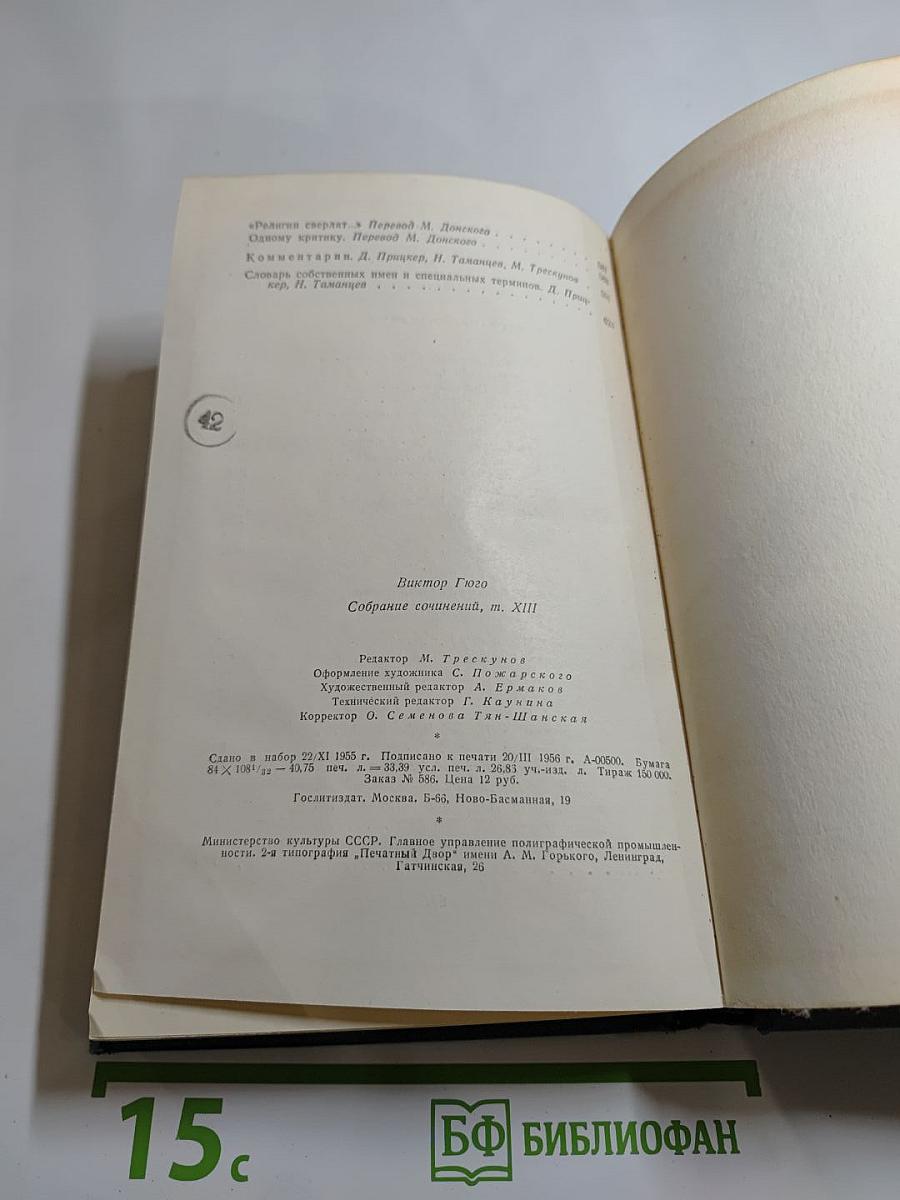 «Религии сверлят...» Перевод М. Донского
Одному критику. Перевод М. Донского
Комментарии. Д. Прицкер, Н. Таманцев, М. Трескунов
Словарь собственных имен и специальных терминов. Д. Приц-
кер, Н. Таманцев
42
Виктор Гюго
Собрание сочинений, т. XIII
Редактор М. Трескунов
Оформление художника С. Пожарского
Художественный редактор А. Ермаков
Технический редактор Г. Каунина
Корректор О. Семенова Тян-Шанская
*
Сдано в набор 22/XI 1955 г. Подписано к печати 20/III 1956 г. А-00500. Бумага
84 × 108¹/₃₂ — 40,75 печ. л. = 33,39 усл. печ. л. 26,83 уч.-изд. л. Тираж 150 000.
Заказ № 586. Цена 12 руб.
Гослитиздат. Москва. Б-66, Ново-Басманная, 19
*
Министерство культуры СССР. Главное управление полиграфической промышлен-
ности. 2-я типография „Печатный Двор“ имени А. М. Горького, Ленинград,
Гатчинская, 26
15 с
БФ БИБЛИОФАН